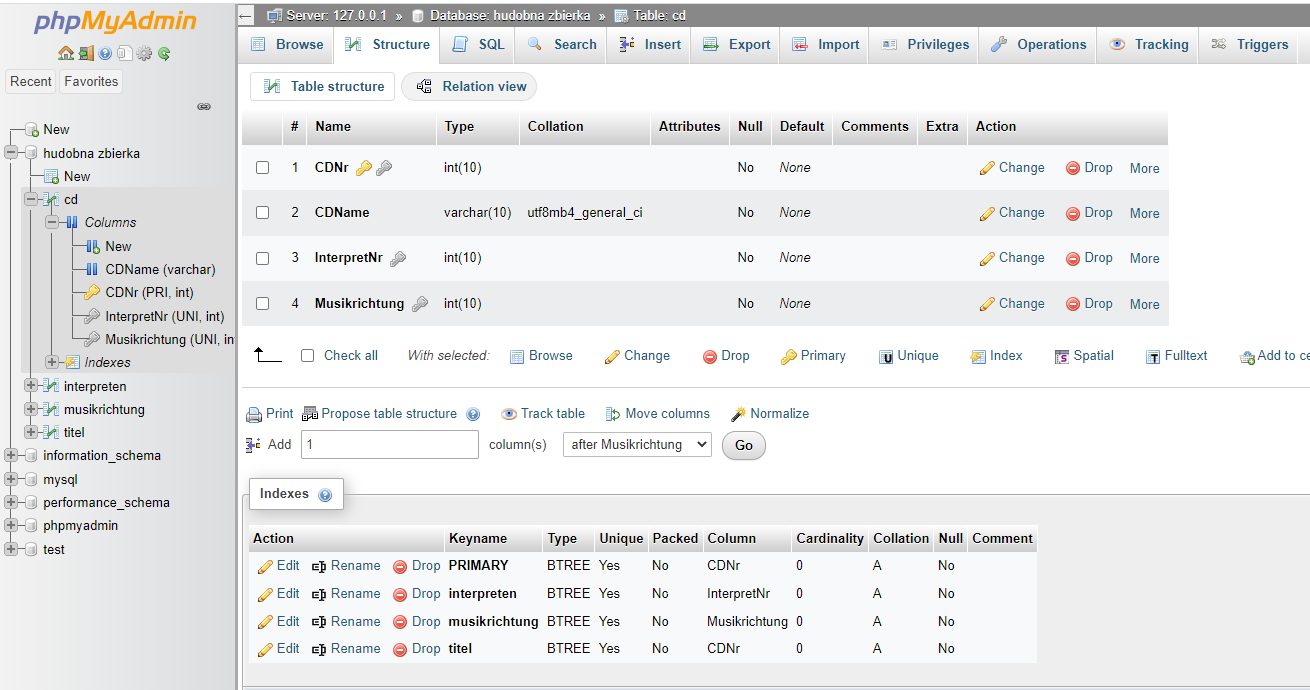 phpMyAdmin
Recent Favorites
New
hudobna zbierka
New
cd
Columns
New
CDName (varchar)
CDNr (PRI, int)
InterpretNr (UNI, int)
Musikrichtung (UNI, in
Indexes
interpreten
musikrichtung
titel
information_schema
mysql
performance_schema
phpmyadmin
test
Server: 127.0.0.1 » Database: hudobna zbierka » Table: cd
Browse Structure SQL Search Insert Export Import Privileges Operations Tracking Triggers
Table structure Relation view
# Name Type Collation Attributes Null Default Comments Extra Action
1 CDNr int(10) No None Change Drop More
2 CDName varchar(10) utf8mb4_general_ci No None Change Drop More
3 InterpretNr int(10) No None Change Drop More
4 Musikrichtung int(10) No None Change Drop More
Check all With selected: Browse Change Drop Primary Unique Index Spatial Fulltext Add to ce
Print Propose table structure Track table Move columns Normalize
Add 1 column(s) after Musikrichtung Go
Indexes
Action Keyname Type Unique Packed Column Cardinality Collation Null Comment
Edit Rename Drop PRIMARY BTREE Yes No CDNr 0 A No
Edit Rename Drop interpreten BTREE Yes No InterpretNr 0 A No
Edit Rename Drop musikrichtung BTREE Yes No Musikrichtung 0 A No
Edit Rename Drop titel BTREE Yes No CDNr 0 A No